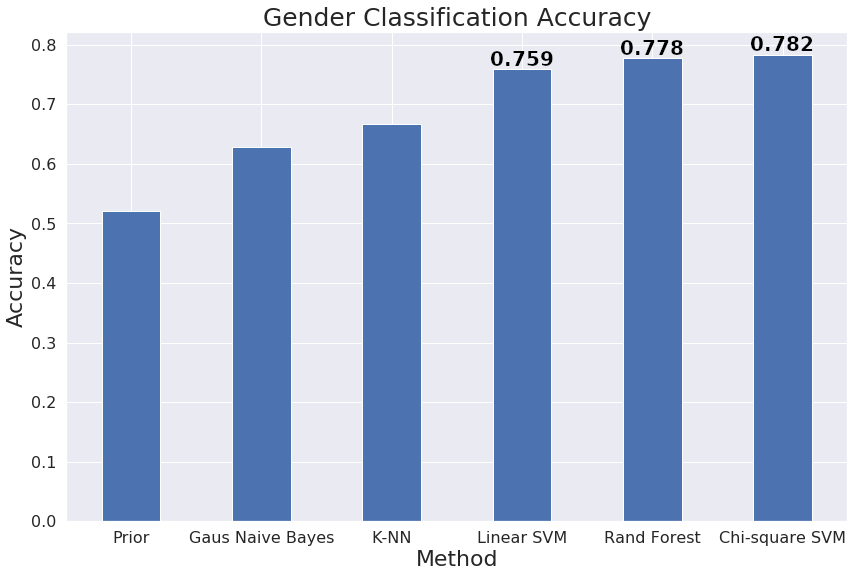 Gender Classification Accuracy
0.759
0.778
0.782
Accuracy
0.8
0.7
0.6
0.5
0.4
0.3
0.2
0.1
0.0
Prior
Gaus Naive Bayes
K-NN
Linear SVM
Rand Forest
Chi-square SVM
Method